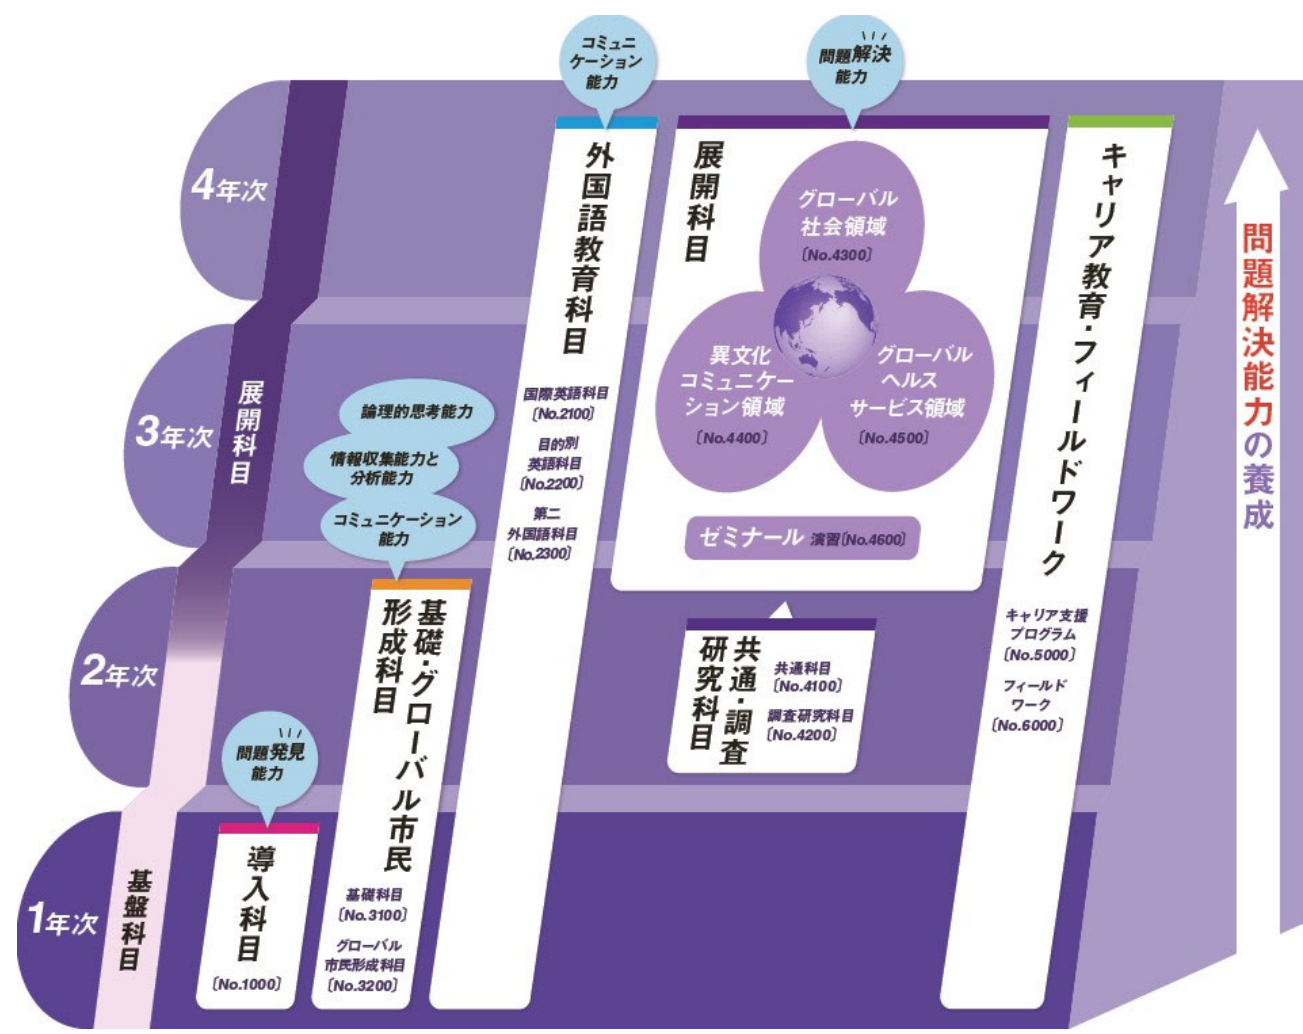 コミュニ
ケーション
能力
問題解決
能力
4年次
3年次
2年次
1年次
展開科目
基盤科目
問題発見
能力
導入科目
〔No.1000〕
論理的思考能力
情報収集能力と
分析能力
コミュニケーション
能力
基礎・グローバル市民
形成科目
基礎科目
〔No.3100〕
グローバル
市民形成科目
〔No.3200〕
外国語教育科目
国際英語科目
〔No.2100〕
目的別
英語科目
〔No.2200〕
第二
外国語科目
〔No.2300〕
展開科目
グローバル
社会領域
〔No.4300〕
異文化
コミュニケー
ション領域
〔No.4400〕
グローバル
ヘルス
サービス領域
〔No.4500〕
ゼミナール 演習〔No.4600〕
共通・調査
研究科目
共通科目
〔No.4100〕
調査研究科目
〔No.4200〕
キャリア教育・フィールドワーク
キャリア支援
プログラム
〔No.5000〕
フィールド
ワーク
〔No.6000〕
問題解決能力の養成